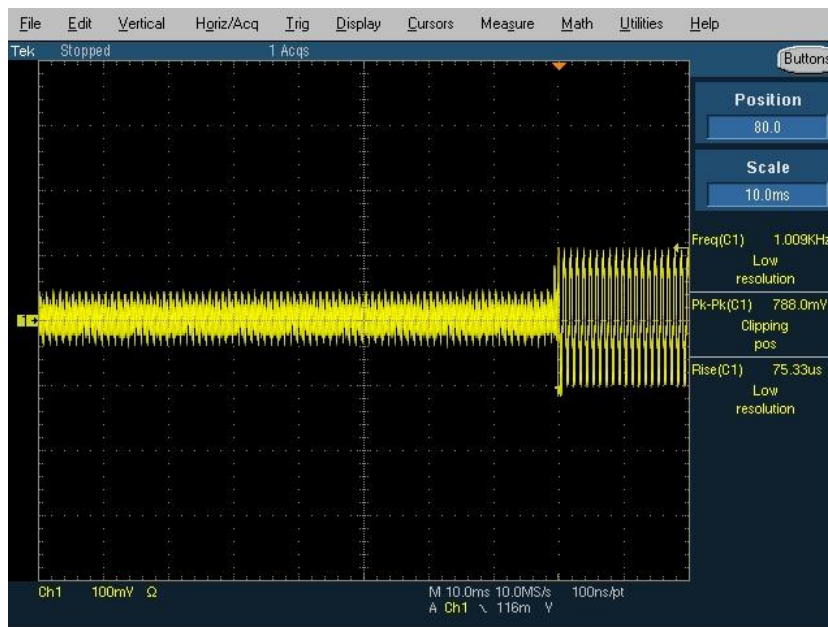 File Edit Vertical Horiz/Acq Trig Display Cursors Measure Math Utilities Help
Tek Stopped 1 Acqs
Buttons
Position
80.0
Scale
10.0ms
Freq(C1) 1.009KHz
Low
resolution
Pk-Pk(C1) 788.0mV
Clipping
pos
Rise(C1) 75.33us
Low
resolution
1
Ch1 100mV Ω
M 10.0ms 10.0MS/s 100ns/pt
A Ch1 \ 116m V